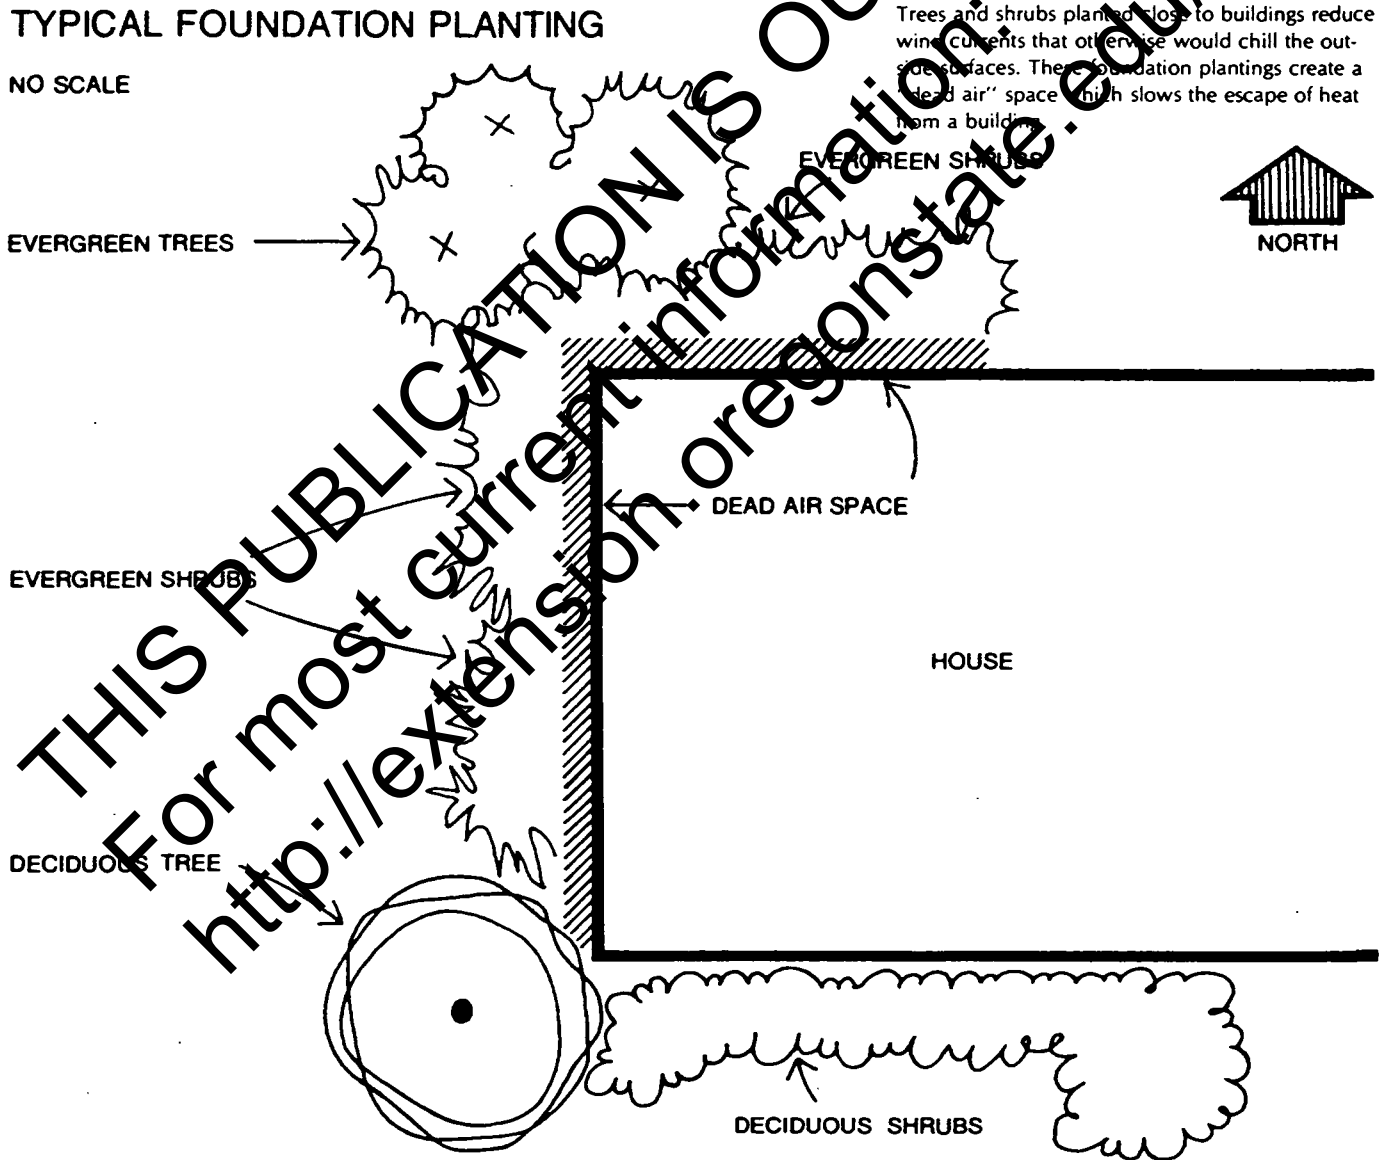 TYPICAL FOUNDATION PLANTING
NO SCALE
Trees and shrubs planted close to buildings reduce
wind currents that otherwise would chill the out-
side surfaces. These foundation plantings create a
"dead air" space which slows the escape of heat
from a building.
EVERGREEN SHRUBS
NORTH
EVERGREEN TREES
DEAD AIR SPACE
EVERGREEN SHRUBS
HOUSE
DECIDUOUS TREE
DECIDUOUS SHRUBS
THIS PUBLICATION IS
For most current information.
http://extension.oregonstate.edu/